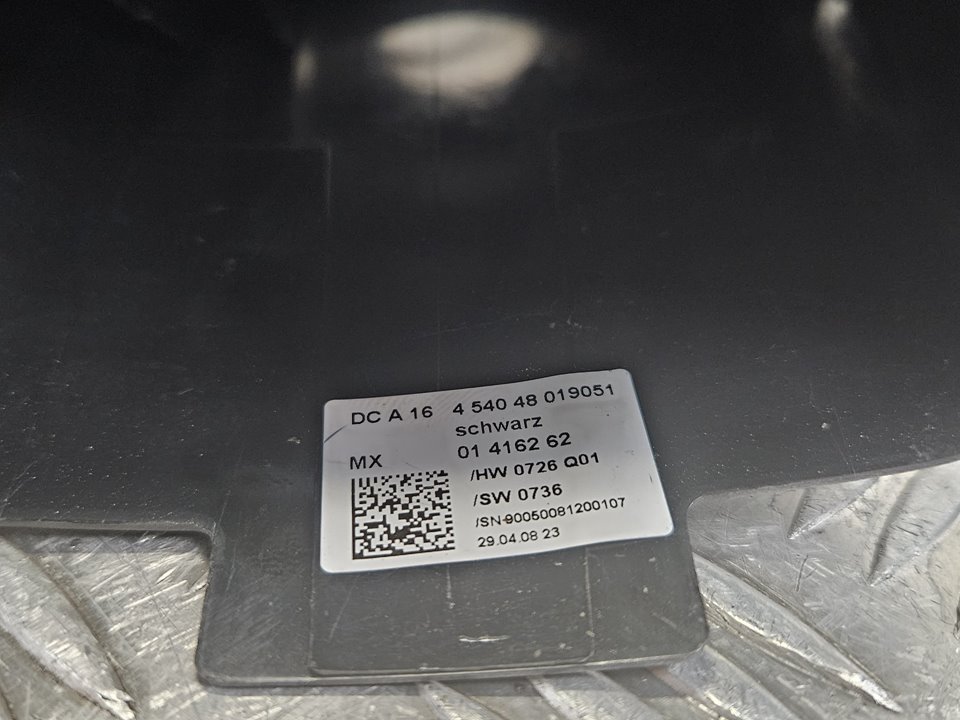 DC A 16 4 540 48 019051
schwarz
MX 01 4162 62
/HW 0726 Q01
/SW 0736
/SN 90050081200107
29.04.08 23